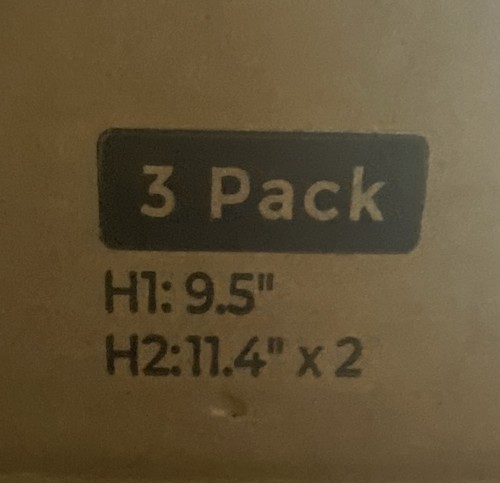 3 Pack
H1: 9.5"
H2:11.4" x 2